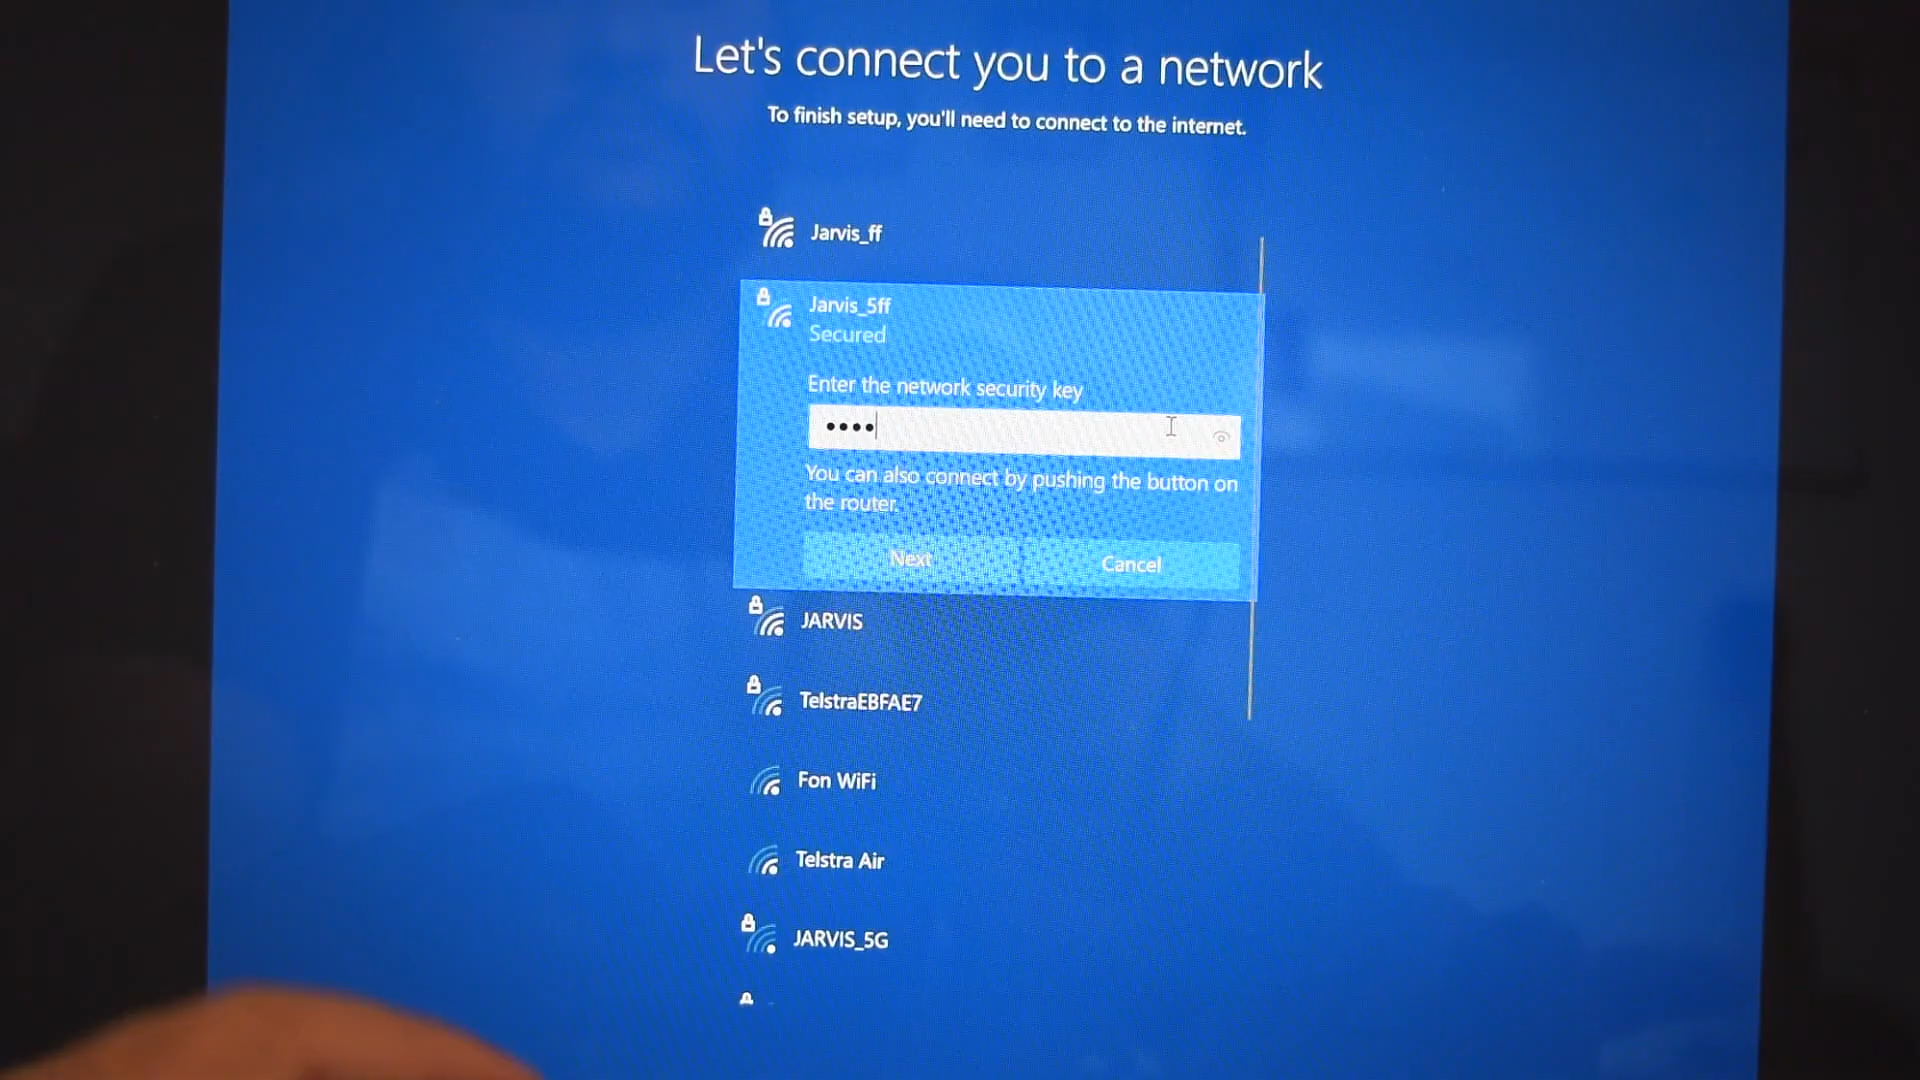 Let's connect you to a network
To finish setup, you'll need to connect to the internet.
Jarvis_ff
Jarvis_5ff
Secured
Enter the network security key
••••
You can also connect by pushing the button on
the router.
Next Cancel
JARVIS
TelstraEBFAE7
Fon WiFi
Telstra Air
JARVIS_5G